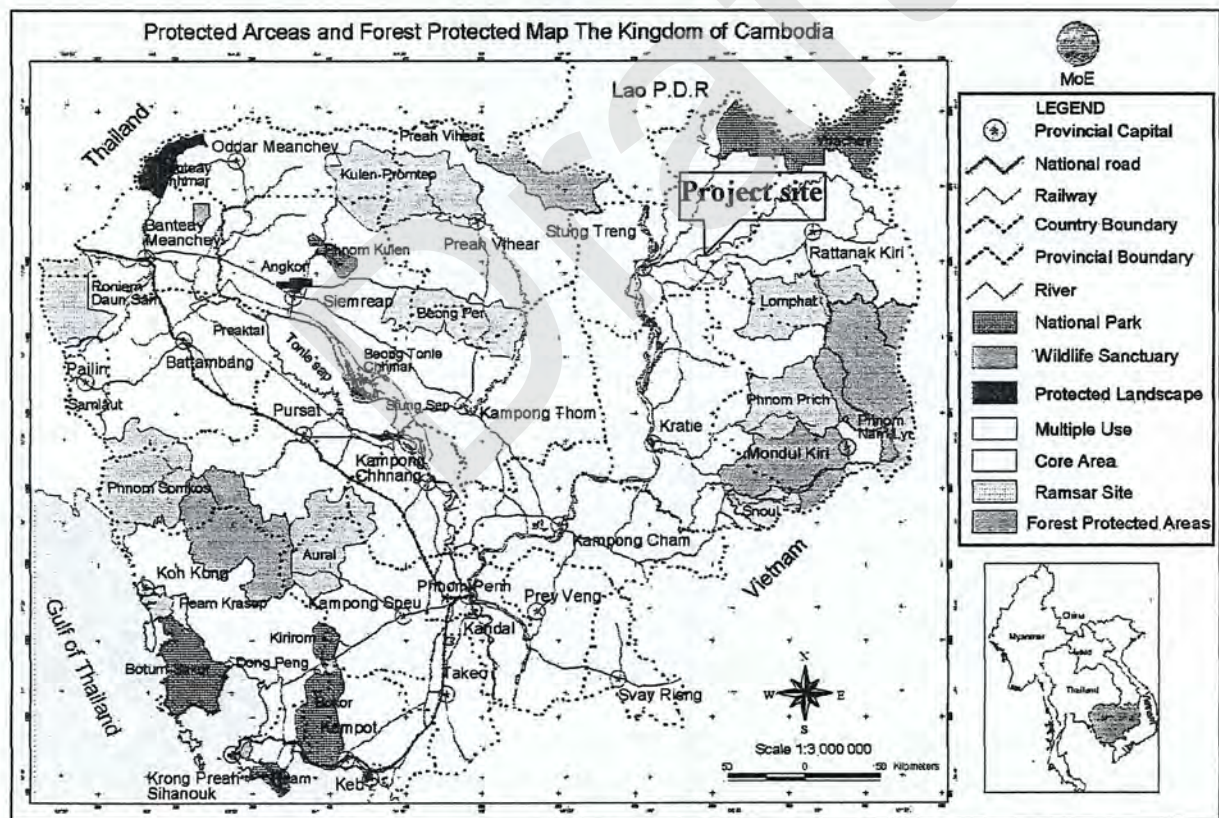 Draft
Protected Arceas and Forest Protected Map The Kingdom of Cambodia
MoE
LEGEND
Provincial Capital
National road
Railway
Country Boundary
Provincial Boundary
River
National Park
Wildlife Sanctuary
Protected Landscape
Multiple Use
Core Area
Ramsar Site
Forest Protected Areas
Lao P.D.R
Thailand
Oddar Meanchey
Preah Vihear
Kulen-Promtep
Project site
Banteay
Meanchey
Phnom Kulen
Preah Vihear
Stung Treng
Rattanak Kiri
Angkor
Siemreap
Beong Per
Lomphat
Preaktal
Battambang
Tonle sap
Beong Tonle
Chhmar
Pailin
Samlaut
Pursat
Stung Sen
Kampong Thom
Kratie
Phnom Prich
Phnom
Nam Lyr
Mondul Kiri
Kampong
Chhnang
Phnom Somkos
Aural
Snoul
Kampong Cham
Vietnam
Koh Kong
Peam Krasop
Kampong Speu
Phnom Penh
Prey Veng
Kandal
Gulf of Thailand
Kirirom
Botum Sakor
Dong Peng
Takeo
Svay Rieng
Bokor
Kampot
Krong Preah
Sihanouk
Ream
N
W
E
S
Scale 1:3 000 000
50
0
50 Kilometers
China
Myanmar
Thailand